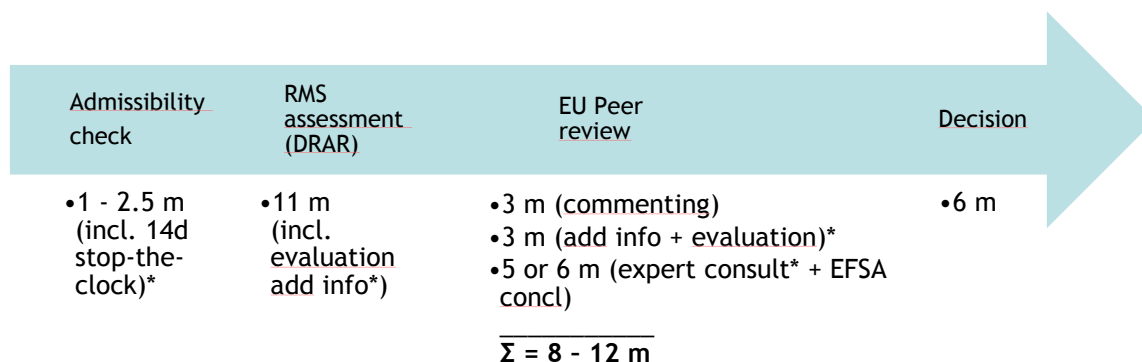 Admissibility
check
RMS
assessment
(DRAR)
EU Peer
review
Decision
•1 - 2.5 m
(incl. 14d
stop-the-
clock)*
•11 m
(incl.
evaluation
add info*)
•3 m (commenting)
•3 m (add info + evaluation)*
•5 or 6 m (expert consult* + EFSA
concl)
Σ = 8 - 12 m
•6 m